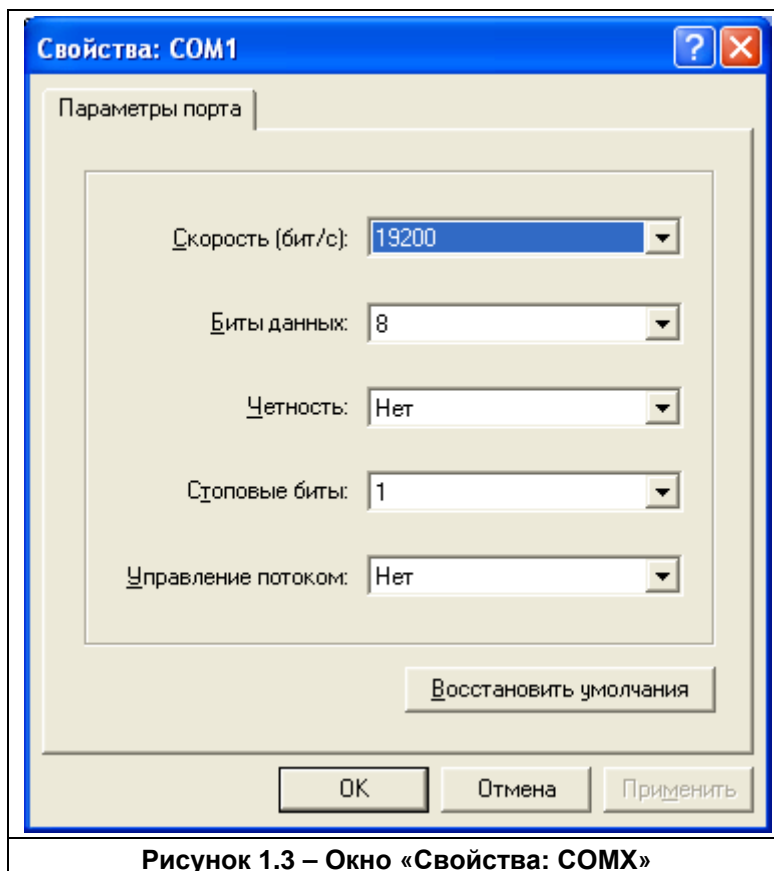 Свойства: COM1
Параметры порта
Скорость (бит/с): 19200
Биты данных: 8
Четность: Нет
Стоповые биты: 1
Управление потоком: Нет
Восстановить умолчания
OK Отмена Применить
Рисунок 1.3 – Окно «Свойства: COMX»